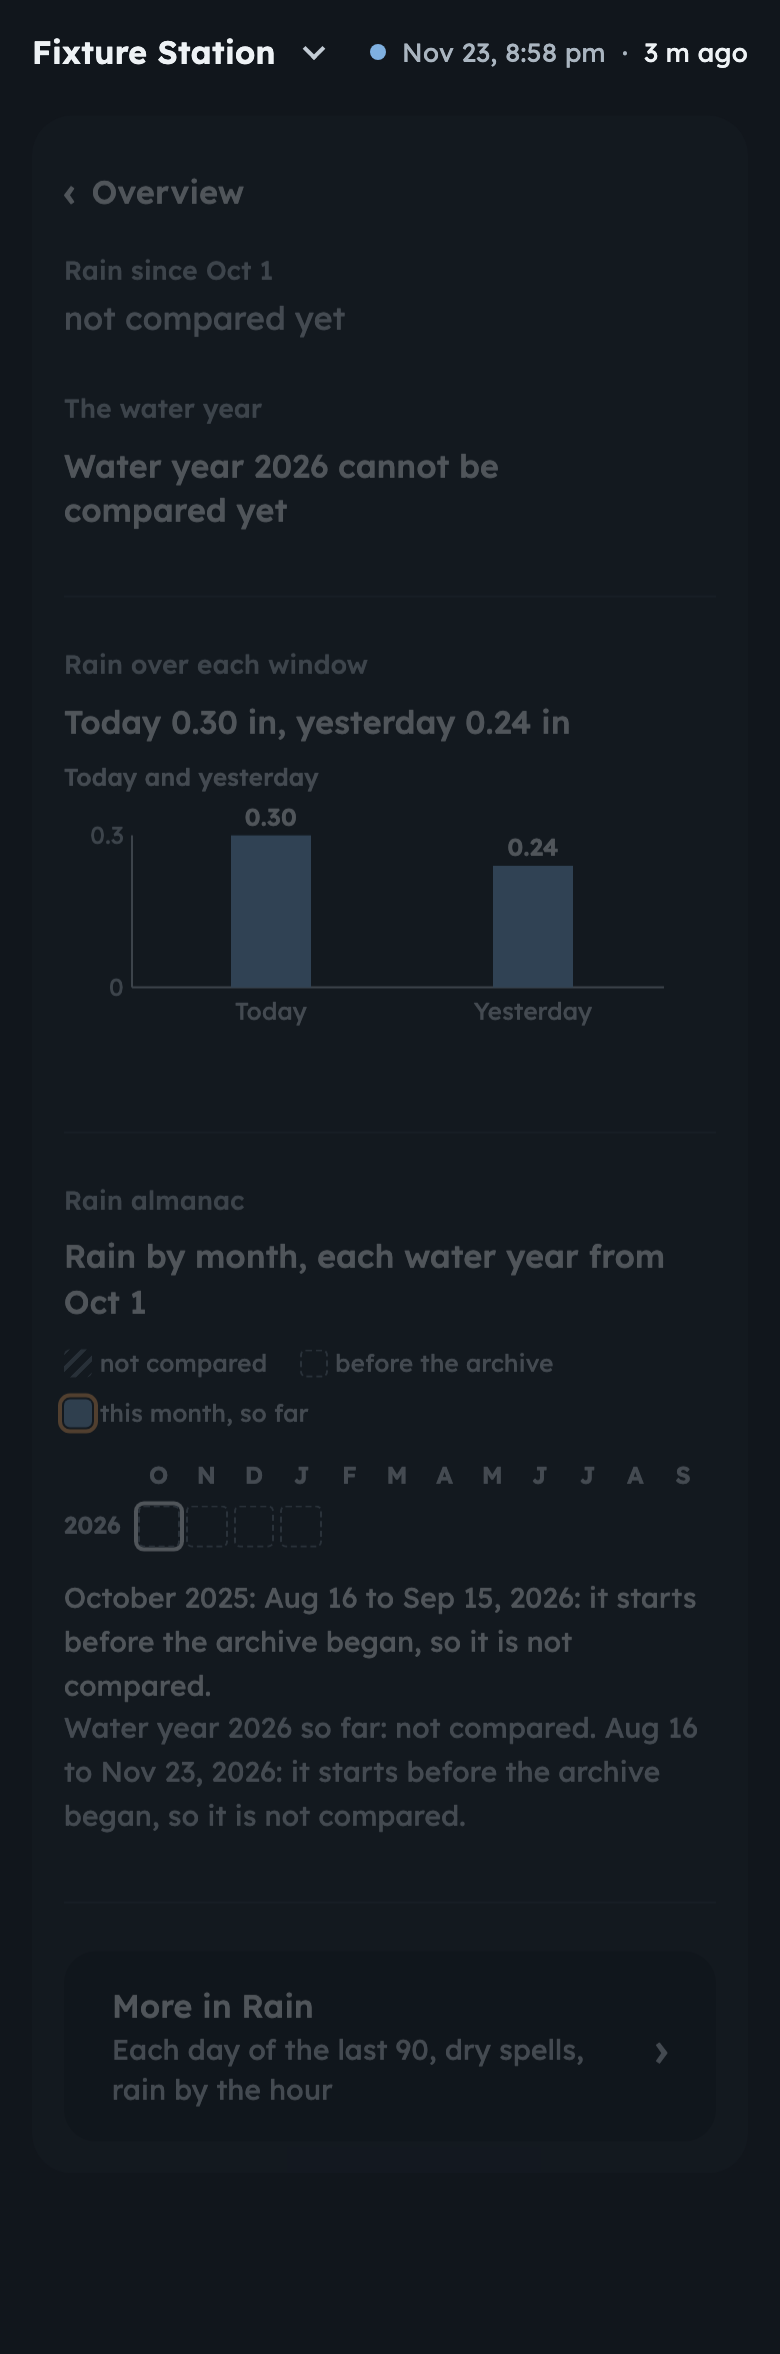 Fixture Station
Nov 23, 8:58 pm · 3 m ago
‹ Overview
Rain since Oct 1
not compared yet
The water year
Water year 2026 cannot be
compared yet
Rain over each window
Today 0.30 in, yesterday 0.24 in
Today and yesterday
0.30
0.3
0.24
0
Today Yesterday
Rain almanac
Rain by month, each water year from
Oct 1
not compared before the archive
this month, so far
O N D J F M A M J J A S
2026
October 2025: Aug 16 to Sep 15, 2026: it starts
before the archive began, so it is not
compared.
Water year 2026 so far: not compared. Aug 16
to Nov 23, 2026: it starts before the archive
began, so it is not compared.
More in Rain
Each day of the last 90, dry spells,
rain by the hour
›